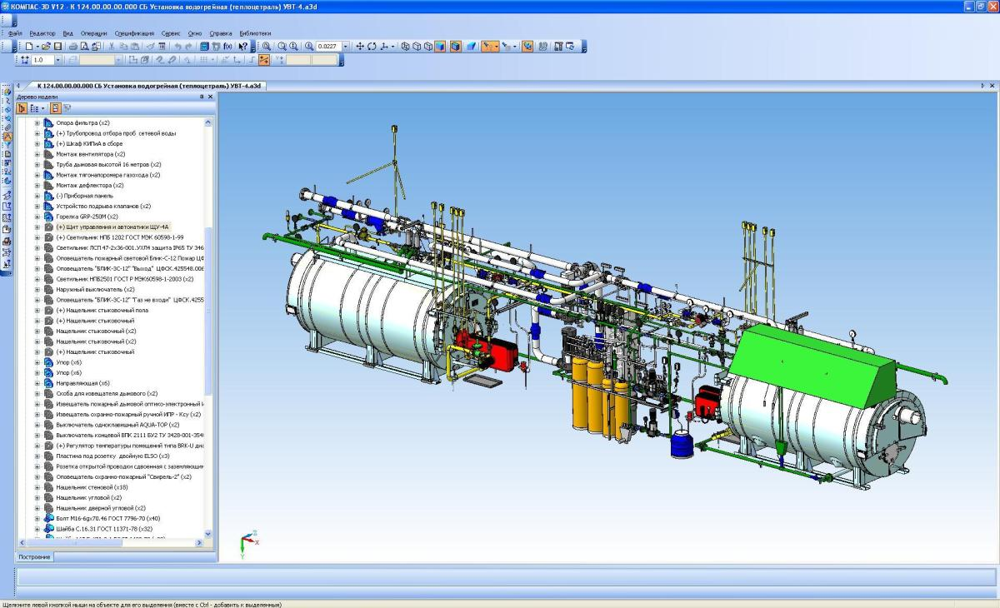 КОМПАС-3D V12 - К 124.00.00.00.000 СБ Установка водогрейная (теплоцетраль) УВТ-4.a3d
Файл Редактор Вид Операции Спецификация Сервис Окно Справка Библиотеки
0.0227
1.0
К 124.00.00.00.000 СБ Установка водогрейная (теплоцетраль) УВТ-4.a3d
Дерево модели
Опора фильтра (x2)
(+) Трубопровод отбора проб сетевой воды
(+) Шкаф КИПиА в сборе
Монтаж вентилятора (x2)
Труба дымовая высотой 16 метров (x2)
Монтаж тягонапоромера газохода (x2)
Монтаж дефлектора (x2)
(-) Приборная панель
Устройство подрыва клапанов (x2)
Горелка GRP-250M (x2)
(+) Щит управления и автоматики ЩУ-4А
(+) Светильник НПБ 1202 ГОСТ МЭК 60598-1-99
Светильник ЛСП 47-2x36-001.УХЛ4 защита IP65 ТУ 346
Оповещатель пожарный световой Блик-С-12 Пожар ЦФ
Оповещатель "БЛИК-3С-12" "Выход" ЦФСК.425548.006
Светильник НПБ2501 ГОСТ Р МЭК60598-1-2003 (x2)
Наружный выключатель (x2)
Оповещатель "БЛИК-3С-12" "Газ не входи" ЦФСК.4255
(+) Нащельник стыковочный пола
(+) Нащельник стыковочный
Нащельник стыковочный (x2)
Нащельник стыковочный (x2)
(+) Нащельник стыковочный
Упор (x6)
Упор (x6)
Направляющая (x6)
Скоба для извещателя дымового (x2)
Извещатель пожарный дымовой оптико-электронный И
Извещатель охранно-пожарный ручной ИПР - Ксу (x2)
Выключатель одноклавишный AQUA-TOP (x2)
Выключатель концевой ВПК 2111 БУ2 ТУ 3428-001-354
(+) Регулятор температуры помещений типа BRK-U диа
Пластина под розетку двойную ELSO (x3)
Розетка открытой проводки сдвоенная с заземляющим
Оповещатель охранно-пожарный "Свирель-2" (x2)
Нащельник стеновой (x18)
Нащельник угловой (x2)
Нащельник дверной угловой (x2)
Болт М16-6gx70.46 ГОСТ 7796-70 (x40)
Шайба C.16.31 ГОСТ 11371-78 (x32)
Построение
Z
X
Y
Щелкните левой кнопкой мыши на объекте для его выделения (вместе с Ctrl - добавить к выделенным)